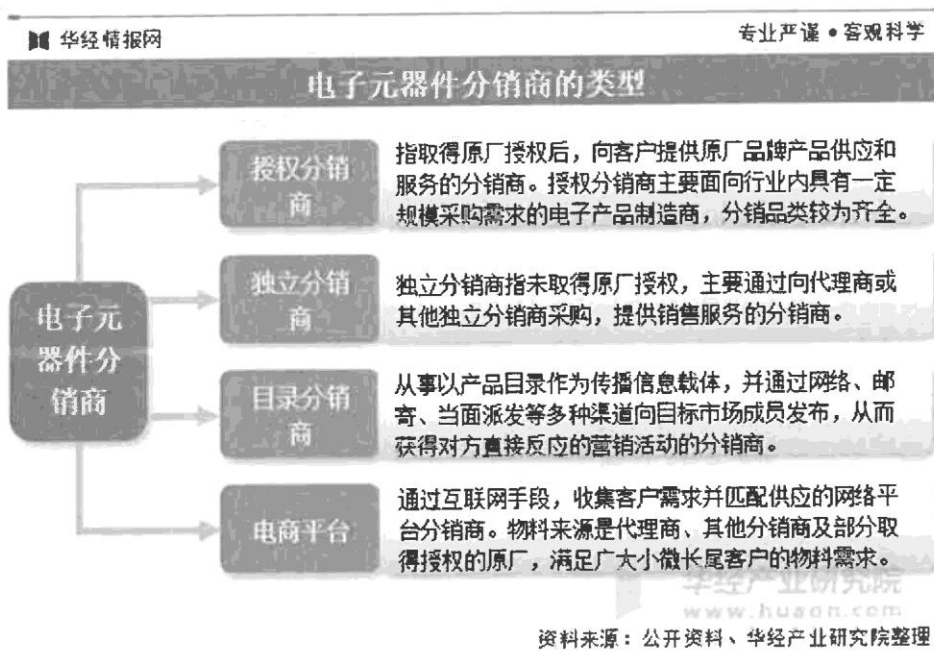 华经情报网
专业严谨•客观科学
电子元器件分销商的类型
授权分销
商
指取得原厂授权后，向客户提供原厂品牌产品供应和
服务的分销商。授权分销商主要面向行业内具有一定
规模采购需求的电子产品制造商，分销品类较为齐全。
独立分销
商
独立分销商指未取得原厂授权，主要通过向代理商或
其他独立分销商采购，提供销售服务的分销商。
电子元
器件分
销商
目录分销
商
从事以产品目录作为传播信息载体，并通过网络、邮
寄、当面派发等多种渠道向目标市场成员发布，从而
获得对方直接反应的营销活动的分销商。
电商平台
通过互联网手段，收集客户需求并匹配供应的网络平
台分销商。物料来源是代理商、其他分销商及部分取
得授权的原厂，满足广大小微长尾客户的物料需求。
华经产业研究院
www.huaon.com
资料来源：公开资料、华经产业研究院整理